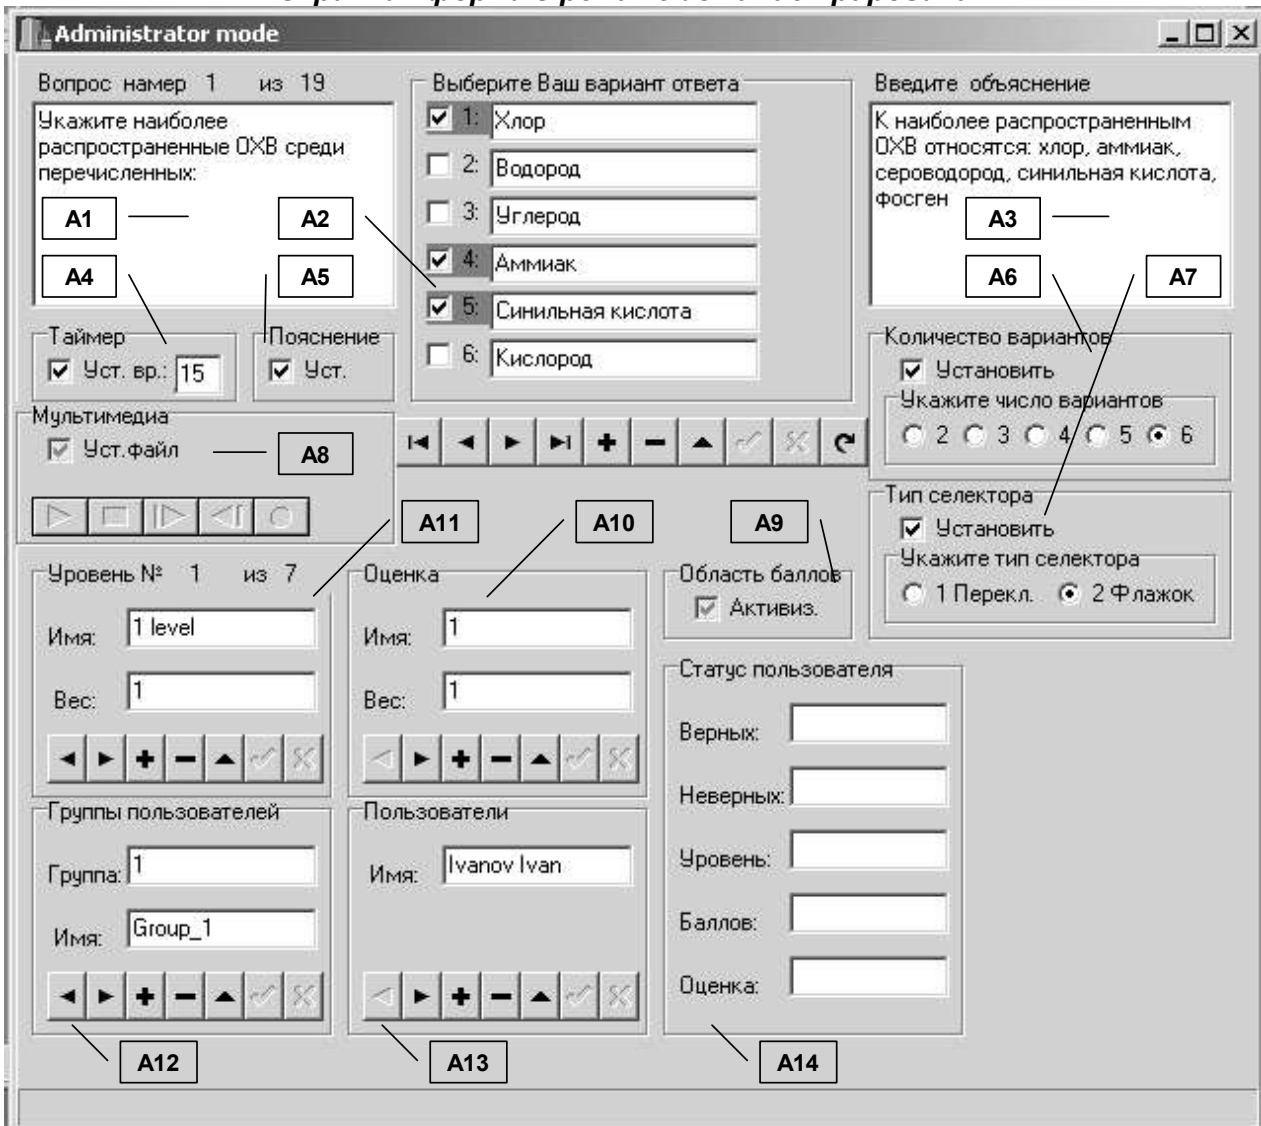 Administrator mode
Вопрос намер 1 из 19
Укажите наиболее
распространенные ОХВ среди
перечисленных:
A1
A2
A4
A5
Выберите Ваш вариант ответа
1: Хлор
2: Водород
3: Углерод
4: Аммиак
5: Синильная кислота
6: Кислород
Введите объяснение
К наиболее распространенным
ОХВ относятся: хлор, аммиак,
сероводород, синильная кислота,
фосген
A3
A6
A7
Таймер
Уст. вр.: 15
Пояснение
Уст.
Количество вариантов
Установить
Укажите число вариантов
2 3 4 5 6
Мультимедиа
Уст.файл
A8
Тип селектора
Установить
Укажите тип селектора
1 Перекл. 2 Флажок
A11
A10
A9
Уровень № 1 из 7
Имя: 1 level
Вес: 1
Оценка
Имя: 1
Вес: 1
Область баллов
Активиз.
Статус пользователя
Верных:
Неверных:
Уровень:
Баллов:
Оценка:
Группы пользователей
Группа: 1
Имя: Group_1
Пользователи
Имя: Ivanov Ivan
A12
A13
A14